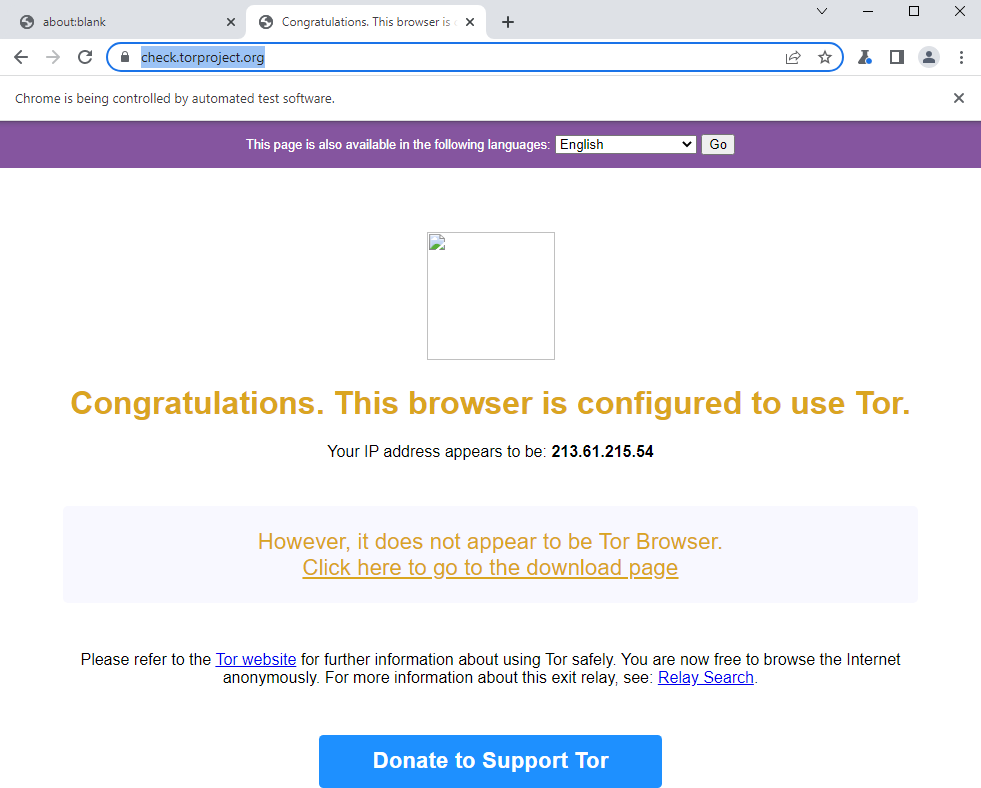 about:blank
Congratulations. This browser is
check.torproject.org
Chrome is being controlled by automated test software.
This page is also available in the following languages: English Go
Congratulations. This browser is configured to use Tor.
Your IP address appears to be: 213.61.215.54
However, it does not appear to be Tor Browser.
Click here to go to the download page
Please refer to the Tor website for further information about using Tor safely. You are now free to browse the Internet
anonymously. For more information about this exit relay, see: Relay Search.
Donate to Support Tor